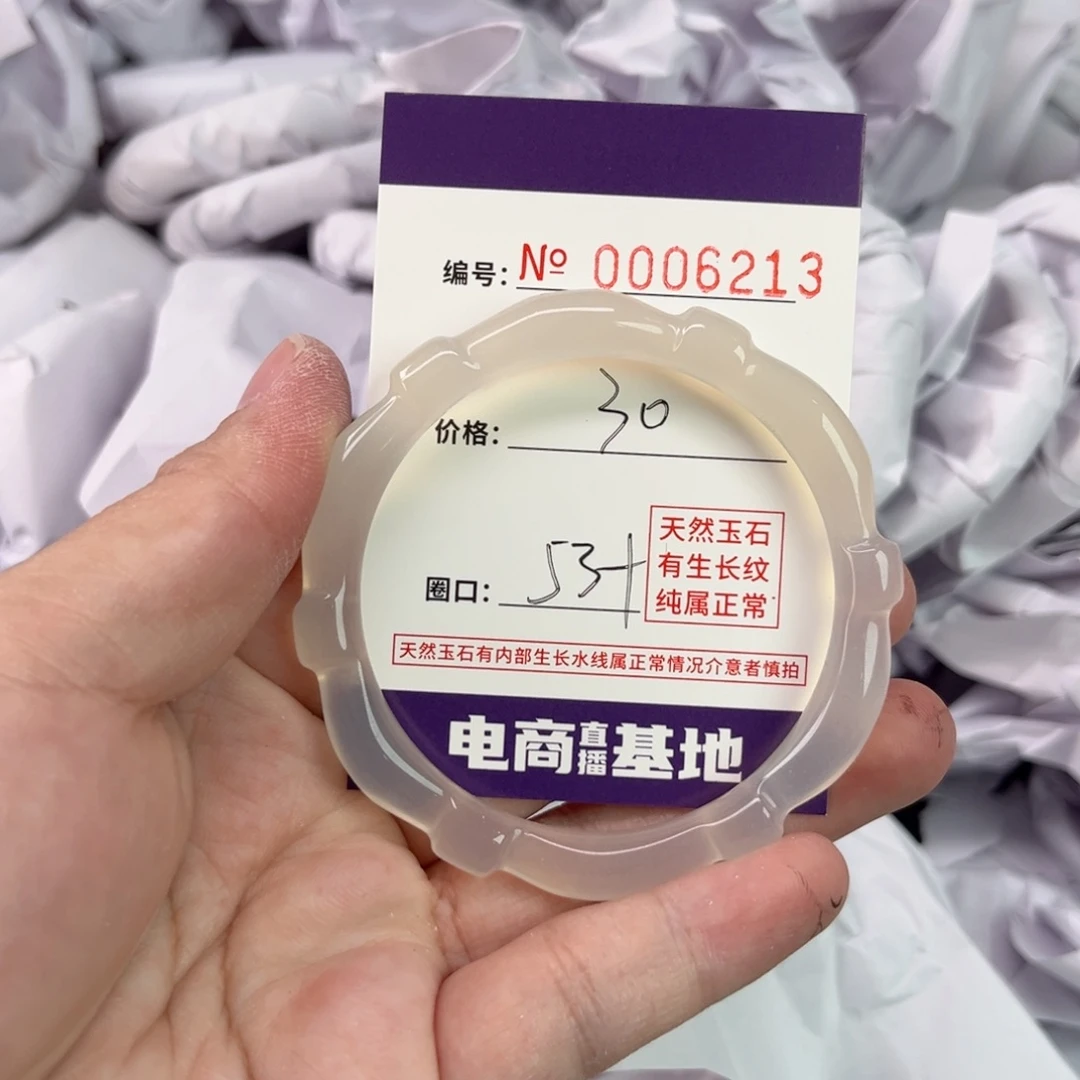 编号: № 0006213
价格: 30
圈口: 53+
天然玉石
有生长纹
纯属正常
天然玉石有内部生长水线属正常情况介意者慎拍
电商直播基地